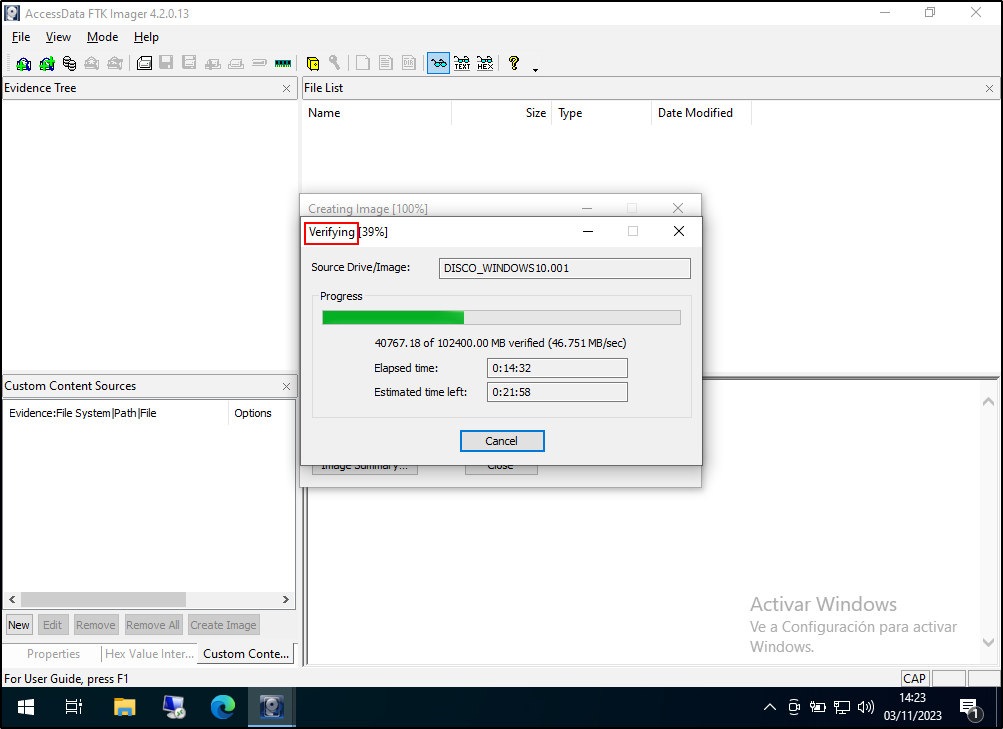 AccessData FTK Imager 4.2.0.13
File View Mode Help
TEXT HEX
Evidence Tree
File List
Name Size Type Date Modified
Creating Image [100%]
Verifying [39%]
Source Drive/Image: DISCO_WINDOWS10.001
Progress
40767.18 of 102400.00 MB verified (46.751 MB/sec)
Elapsed time: 0:14:32
Estimated time left: 0:21:58
Cancel
Image Summary... Close
Custom Content Sources
Evidence:File System|Path|File Options
New Edit Remove Remove All Create Image
Properties Hex Value Inter... Custom Conte...
Activar Windows
Ve a Configuración para activar
Windows.
For User Guide, press F1
CAP
14:23
03/11/2023
1